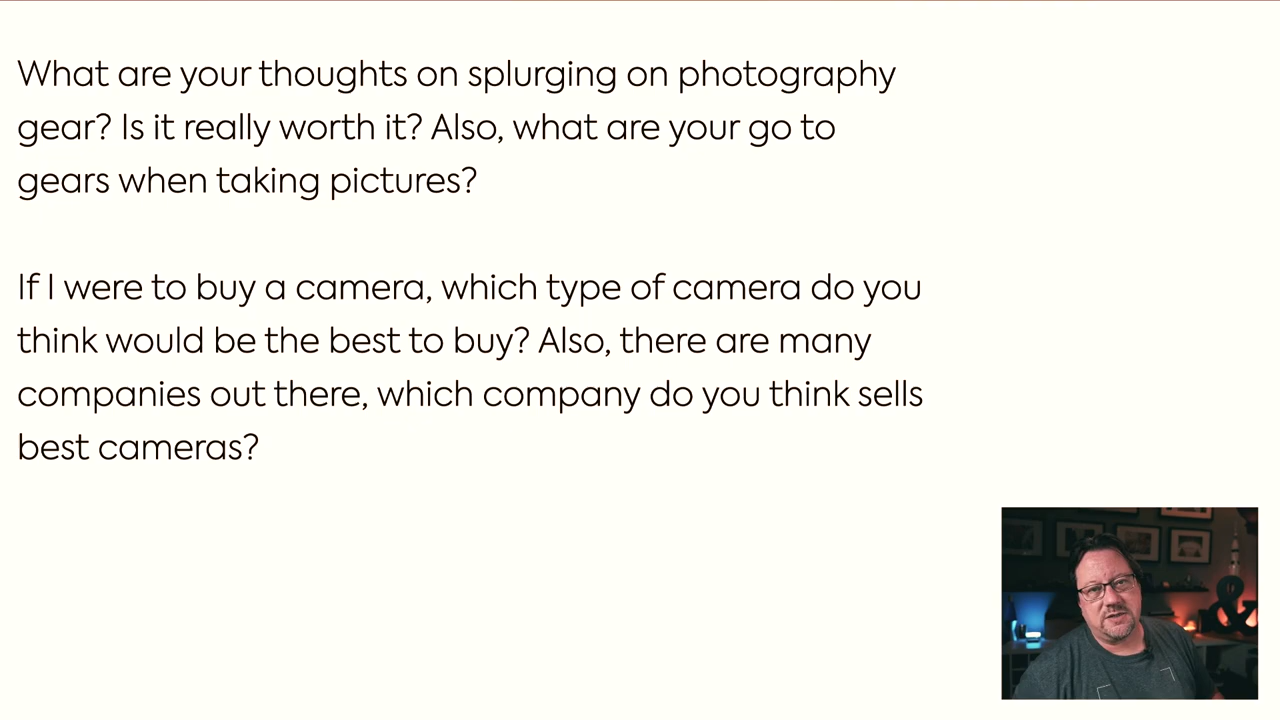 What are your thoughts on splurging on photography
gear? Is it really worth it? Also, what are your go to
gears when taking pictures?
If I were to buy a camera, which type of camera do you
think would be the best to buy? Also, there are many
companies out there, which company do you think sells
best cameras?
&